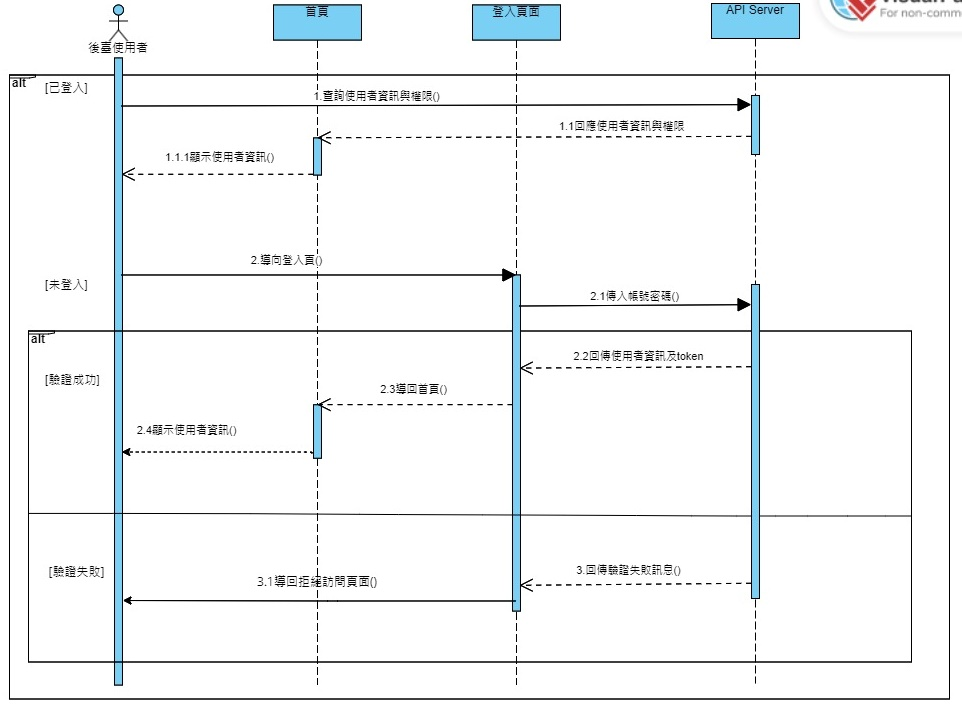 首頁
登入頁面
API Server
For non-comm
後臺使用者
alt
[已登入]
1.查詢使用者資訊與權限()
1.1回應使用者資訊與權限
1.1.1顯示使用者資訊()
2.導向登入頁()
[未登入]
2.1傳入帳號密碼()
alt
2.2回傳使用者資訊及token
[驗證成功]
2.3導回首頁()
2.4顯示使用者資訊()
[驗證失敗]
3.回傳驗證失敗訊息()
3.1導回拒絕訪問頁面()